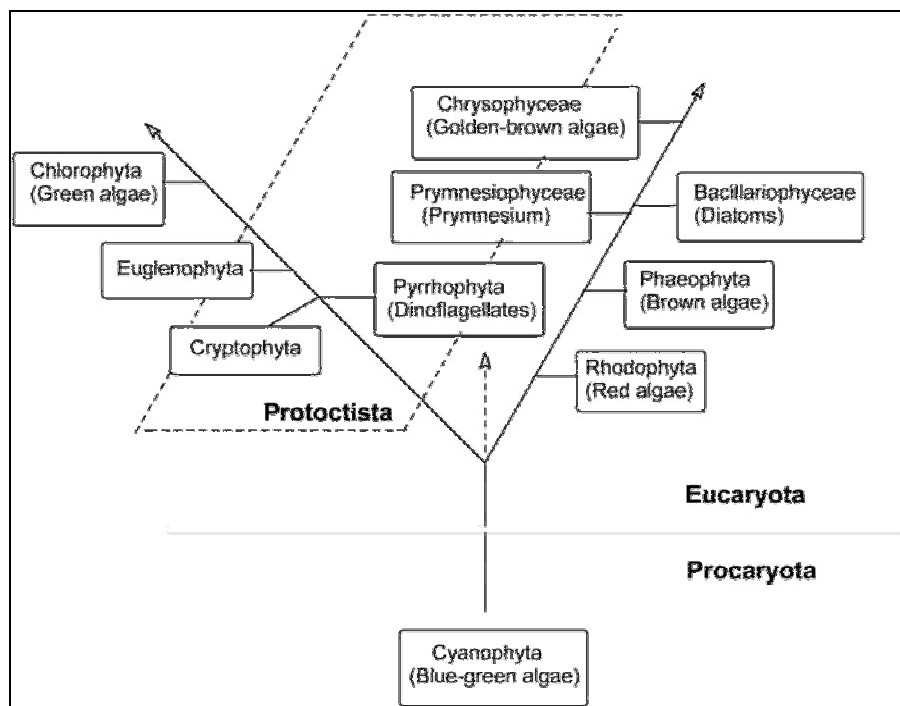 Chrysophyceae
(Golden-brown algae)
Chlorophyta
(Green algae)
Prymnesiophyceae
(Prymnesium)
Bacillariophyceae
(Diatoms)
Euglenophyta
Pyrrhophyta
(Dinoflagellates)
Phaeophyta
(Brown algae)
Cryptophyta
Rhodophyta
(Red algae)
Protoctista
Eucaryota
Procaryota
Cyanophyta
(Blue-green algae)